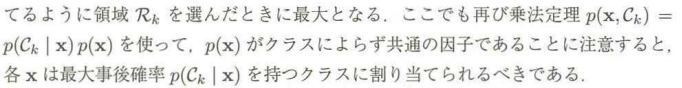 てるように領域 $\mathcal{R}_k$ を選んだときに最大となる．ここでも再び乗法定理 $p(\mathbf{x}, \mathcal{C}_k) =$
$p(\mathcal{C}_k \mid \mathbf{x})\, p(\mathbf{x})$ を使って，$p(\mathbf{x})$ がクラスによらず共通の因子であることに注意すると，
各 $\mathbf{x}$ は最大事後確率 $p(\mathcal{C}_k \mid \mathbf{x})$ を持つクラスに割り当てられるべきである．